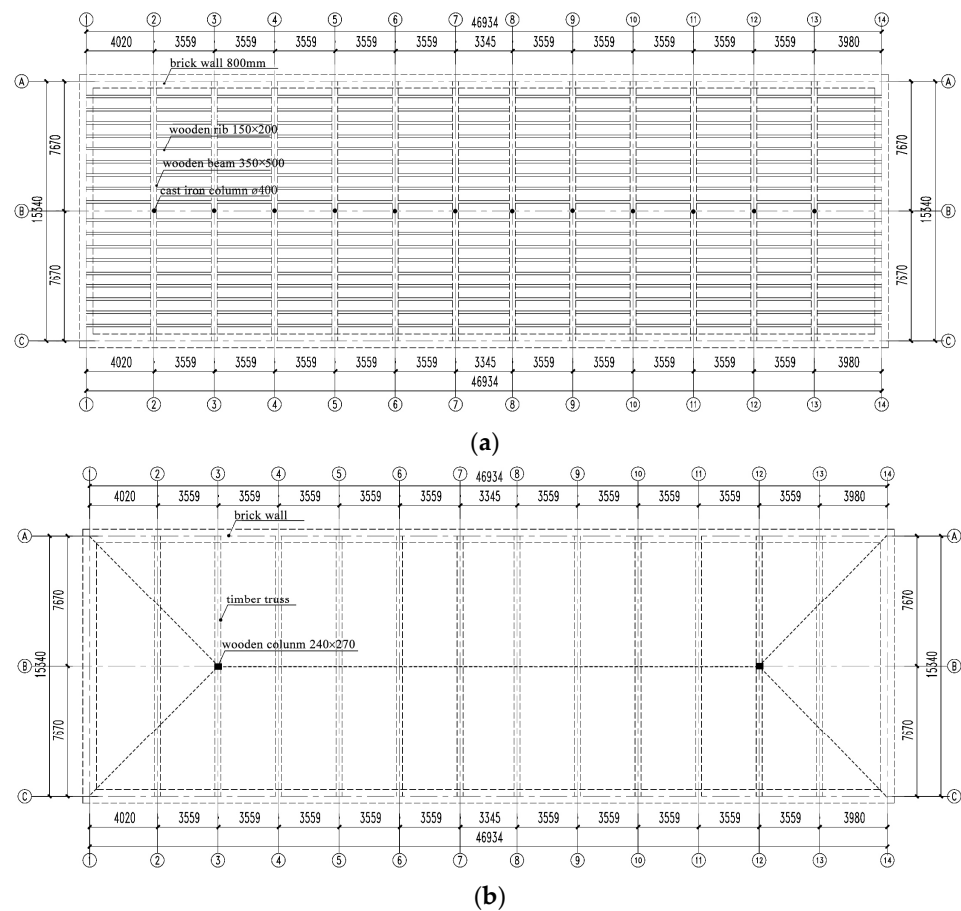 ① ② ③ ④ ⑤ ⑥ ⑦ ⑧ ⑨ ⑩ ⑪ ⑫ ⑬ ⑭
46934
4020 3559 3559 3559 3559 3559 3345 3559 3559 3559 3559 3559 3980
brick wall 800mm
Ⓐ Ⓐ
wooden rib 150×200
7670 7670
wooden beam 350×500
cast iron column ø400
Ⓑ 15340 15340 Ⓑ
7670 7670
Ⓒ Ⓒ
4020 3559 3559 3559 3559 3559 3345 3559 3559 3559 3559 3559 3980
46934
① ② ③ ④ ⑤ ⑥ ⑦ ⑧ ⑨ ⑩ ⑪ ⑫ ⑬ ⑭
(a)
① ② ③ ④ ⑤ ⑥ ⑦ ⑧ ⑨ ⑩ ⑪ ⑫ ⑬ ⑭
46934
4020 3559 3559 3559 3559 3559 3345 3559 3559 3559 3559 3559 3980
brick wall
Ⓐ Ⓐ
7670 7670
timber truss
wooden colunm 240×270
Ⓑ 15340 15340 Ⓑ
7670 7670
Ⓒ Ⓒ
4020 3559 3559 3559 3559 3559 3345 3559 3559 3559 3559 3559 3980
46934
① ② ③ ④ ⑤ ⑥ ⑦ ⑧ ⑨ ⑩ ⑪ ⑫ ⑬ ⑭
(b)